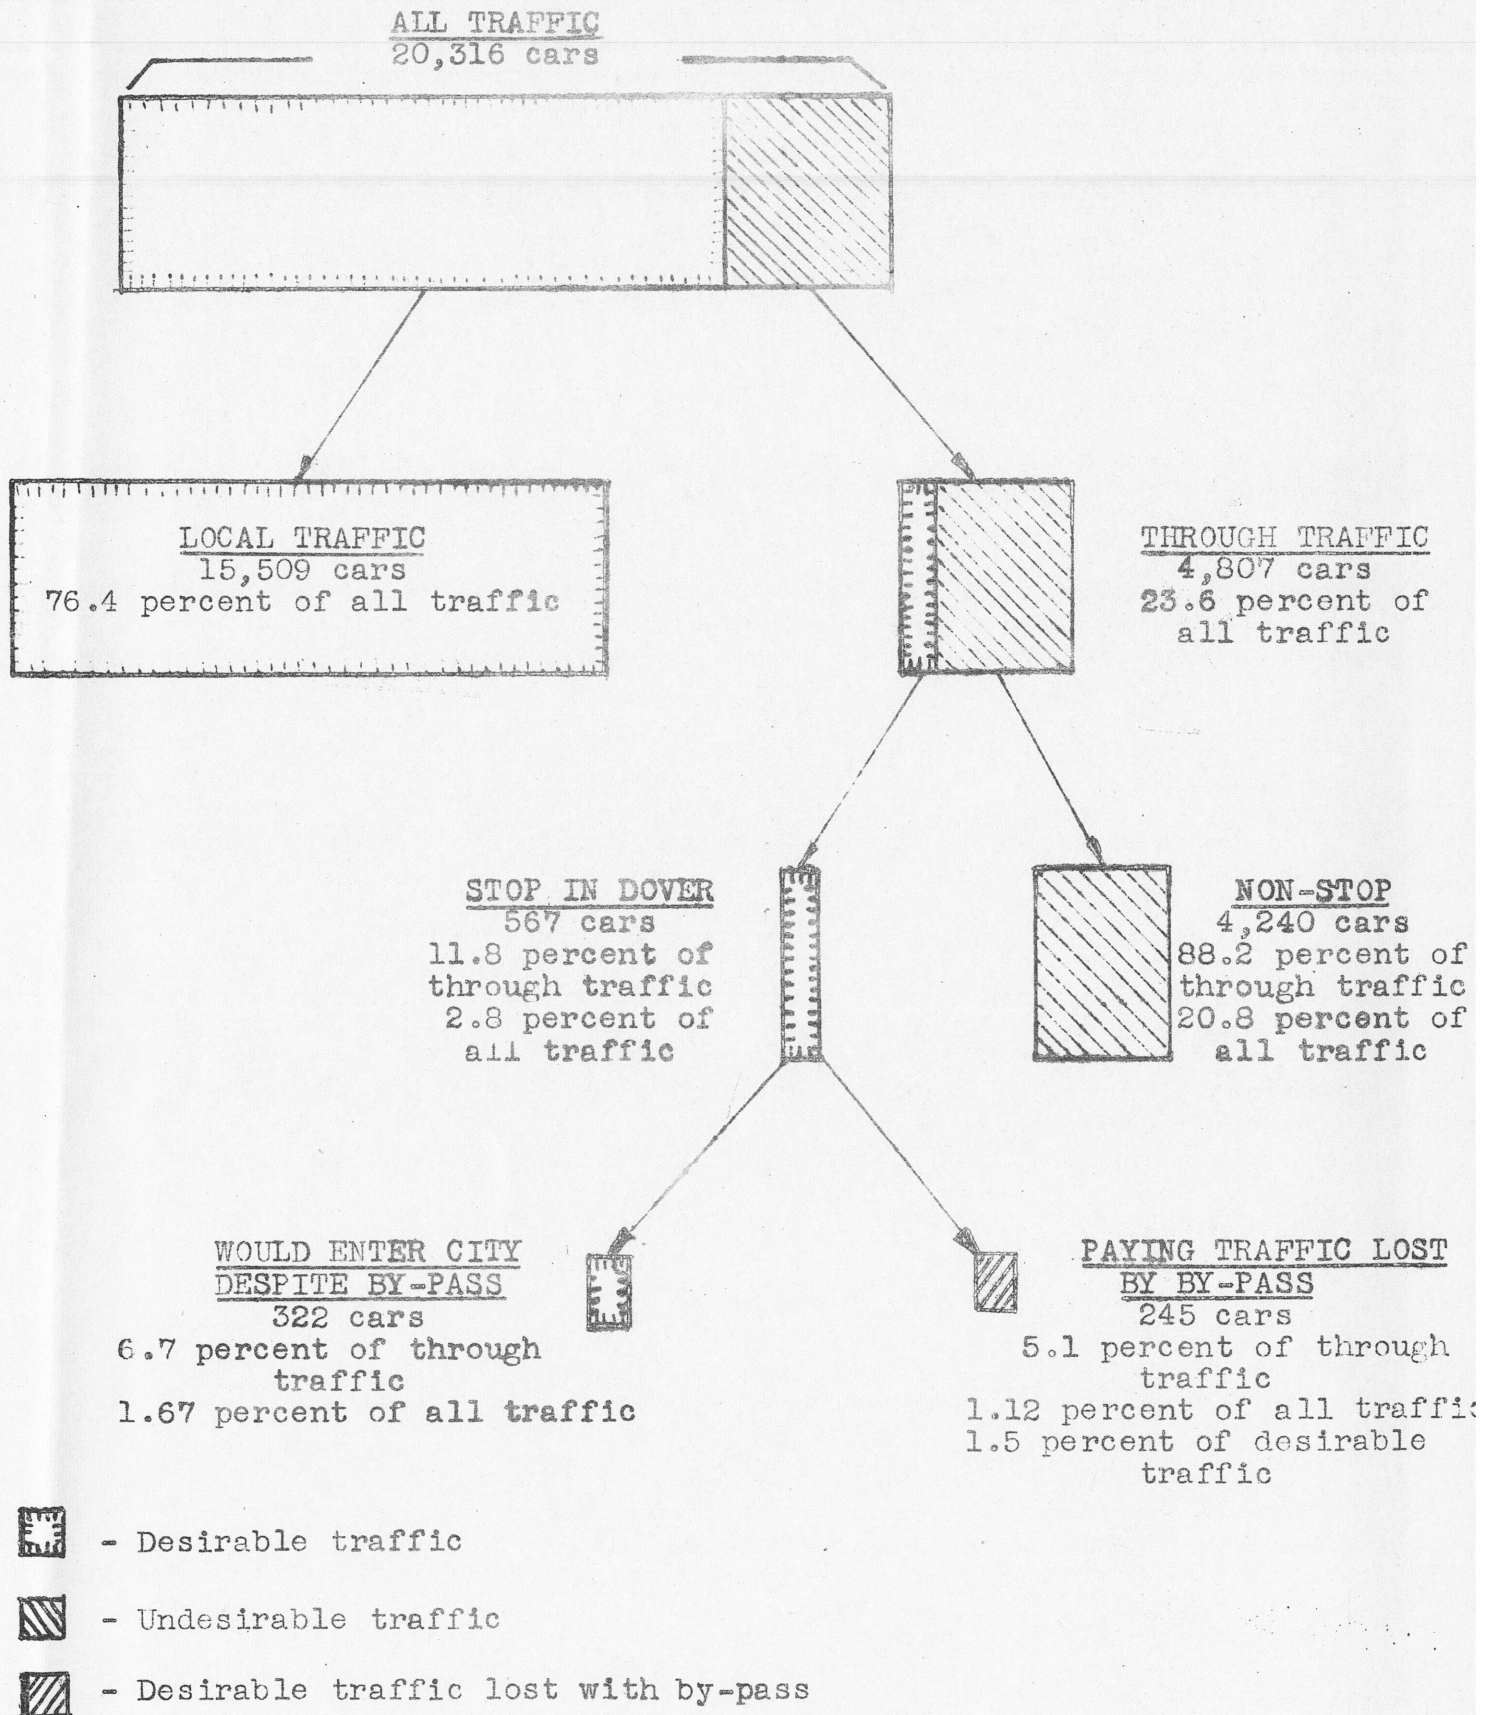 ALL TRAFFIC
20,316 cars
LOCAL TRAFFIC
15,509 cars
76.4 percent of all traffic
THROUGH TRAFFIC
4,807 cars
23.6 percent of
all traffic
STOP IN DOVER
567 cars
11.8 percent of
through traffic
2.8 percent of
all traffic
NON-STOP
4,240 cars
88.2 percent of
through traffic
20.8 percent of
all traffic
WOULD ENTER CITY
DESPITE BY-PASS
322 cars
6.7 percent of through
traffic
1.67 percent of all traffic
PAYING TRAFFIC LOST
BY BY-PASS
245 cars
5.1 percent of through
traffic
1.12 percent of all traffic
1.5 percent of desirable
traffic
- Desirable traffic
- Undesirable traffic
- Desirable traffic lost with by-pass